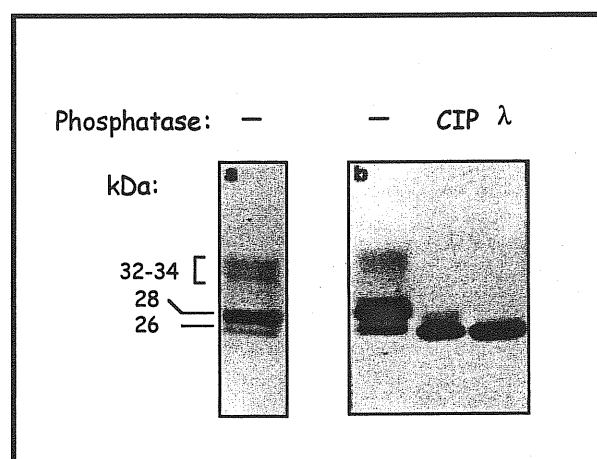 Phosphatase: – – CIP λ
a b
kDa:
32-34
28
26